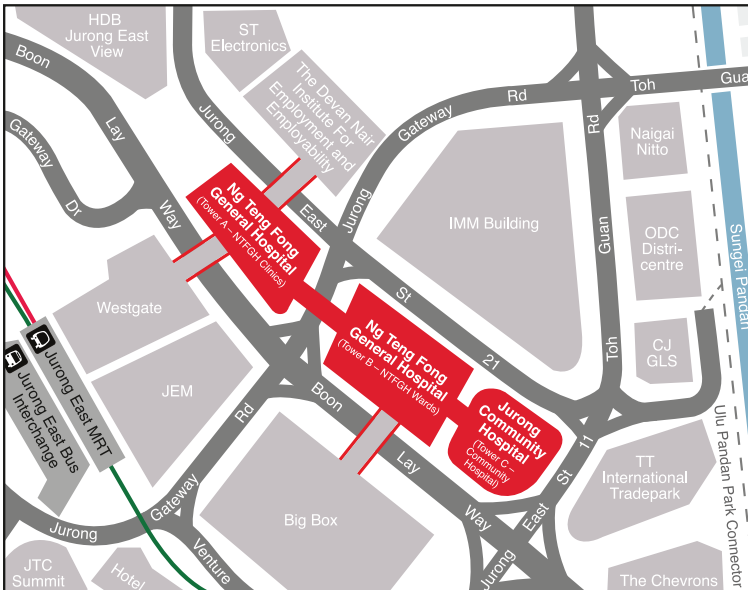 HDB
Jurong East
View
ST
Electronics
The Devan Nair
Institute For
Employment and
Employability
Boon
Lay
Way
Gateway
Dr
Jurong
East
St
21
Jurong
Gateway
Rd
Toh
Gua
Rd
Guan
Toh
Naigai
Nitto
ODC
Distri-
centre
CJ
GLS
Sungei Pandan
IMM Building
Ng Teng Fong
General Hospital
(Tower A – NTFGH Clinics)
Westgate
Jurong East MRT
Jurong East Bus
Interchange
JEM
Ng Teng Fong
General Hospital
(Tower B – NTFGH Wards)
Jurong
Community
Hospital
(Tower C –
Community
Hospital)
Boon
Lay
Way
Rd
Gateway
Jurong
Venture
Big Box
11
St
East
Jurong
TT
International
Tradepark
Ulu Pandan Park Connector
JTC
Summit
Hotel
The Chevrons